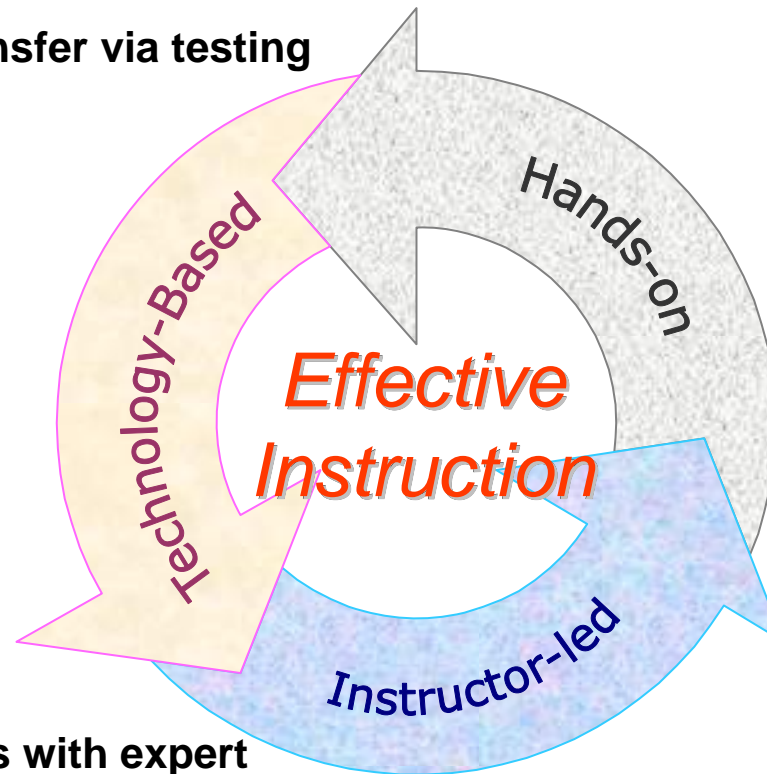 nsfer via testing
Hands-on
Technology-Based
Effective
Instruction
Instructor-led
s with expert